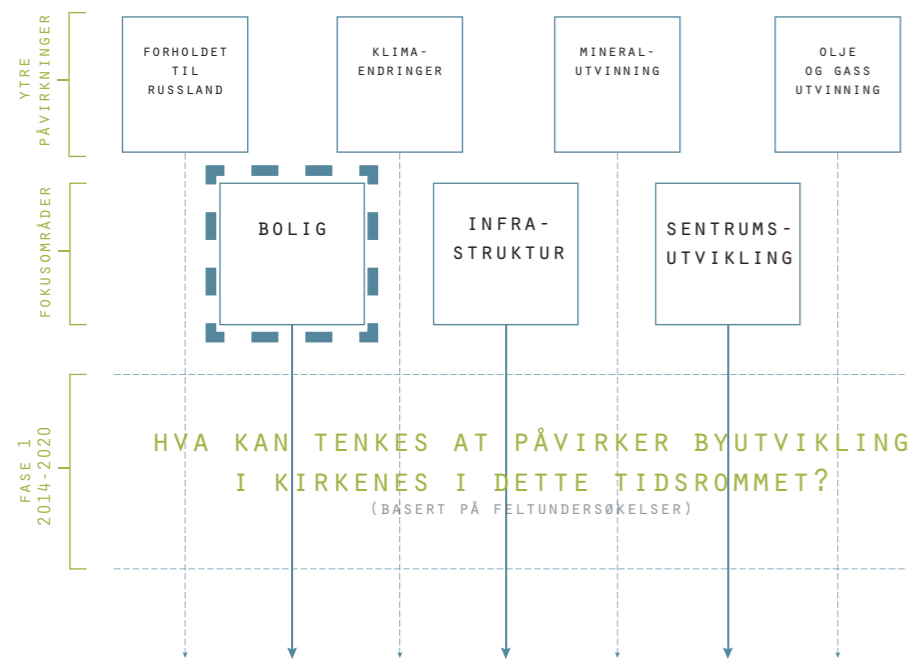 YTRE
PÅVIRKNINGER
FORHOLDET
TIL
RUSSLAND
KLIMA-
ENDRINGER
MINERAL-
UTVINNING
OLJE
OG GASS
UTVINNING
FOKUSOMRÅDER
BOLIG
INFRA-
STRUKTUR
SENTRUMS-
UTVIKLING
FASE 1
2014-2020
HVA KAN TENKES AT PÅVIRKER BYUTVIKLING
I KIRKENES I DETTE TIDSROMMET?
(BASERT PÅ FELTUNDERSØKELSER)